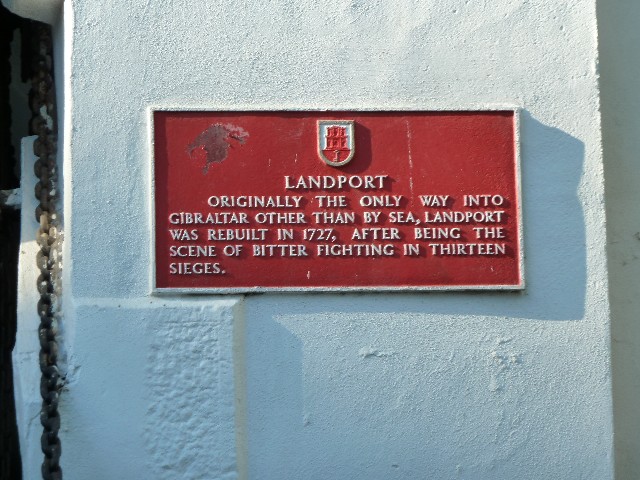 LANDPORT
ORIGINALLY THE ONLY WAY INTO
GIBRALTAR OTHER THAN BY SEA, LANDPORT
WAS REBUILT IN 1727, AFTER BEING THE
SCENE OF BITTER FIGHTING IN THIRTEEN
SIEGES.